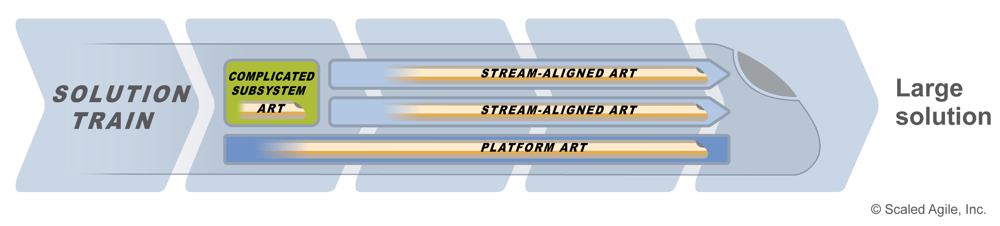 SOLUTION
TRAIN
COMPLICATED
SUBSYSTEM
ART
STREAM-ALIGNED ART
STREAM-ALIGNED ART
PLATFORM ART
Large
solution
© Scaled Agile, Inc.